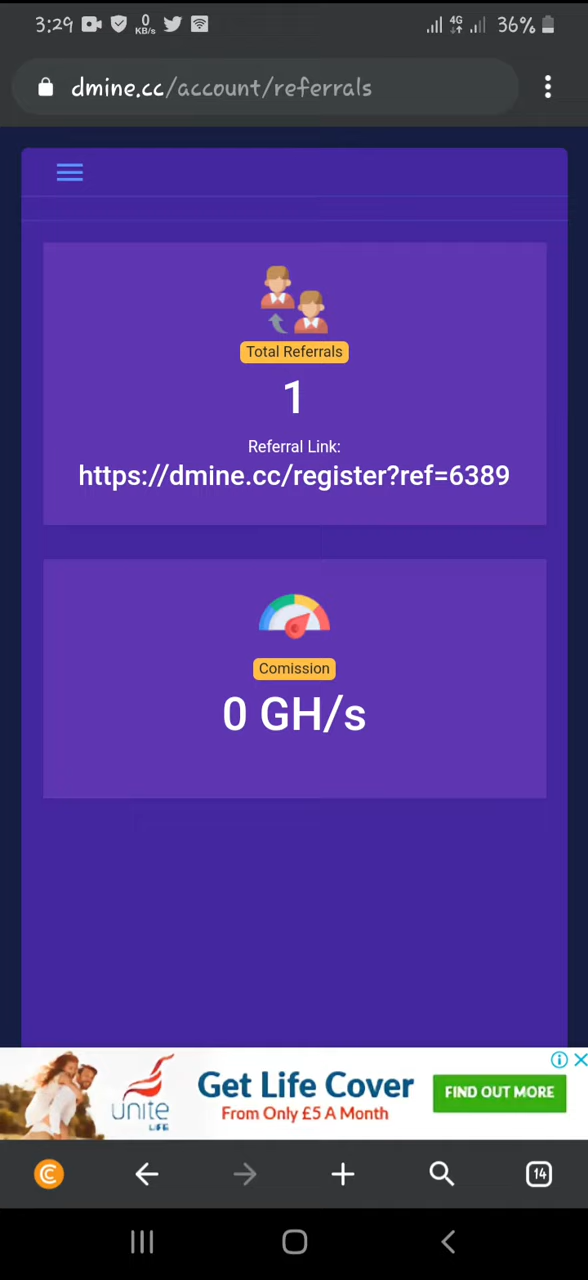 3:29
0
KB/s
4G
36%
dmine.cc/account/referrals
Total Referrals
1
Referral Link:
https://dmine.cc/register?ref=6389
Comission
0 GH/s
unite
LIFE
Get Life Cover
From Only £5 A Month
FIND OUT MORE
14